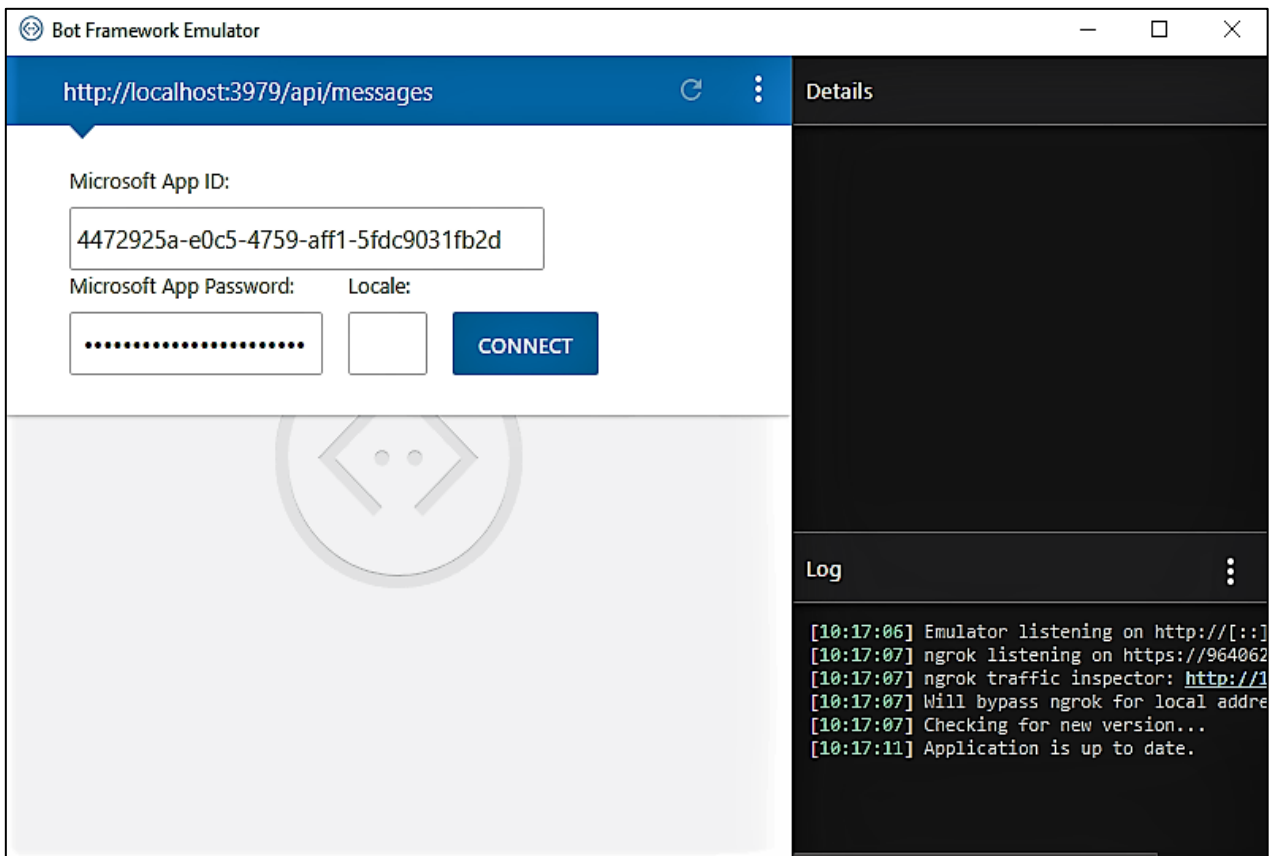 Bot Framework Emulator
http://localhost:3979/api/messages
Microsoft App ID:
4472925a-e0c5-4759-aff1-5fdc9031fb2d
Microsoft App Password:
Locale:
••••••••••••••••••••••
CONNECT
Details
Log
[10:17:06] Emulator listening on http://[::]
[10:17:07] ngrok listening on https://964062
[10:17:07] ngrok traffic inspector: http://1
[10:17:07] Will bypass ngrok for local addre
[10:17:07] Checking for new version...
[10:17:11] Application is up to date.